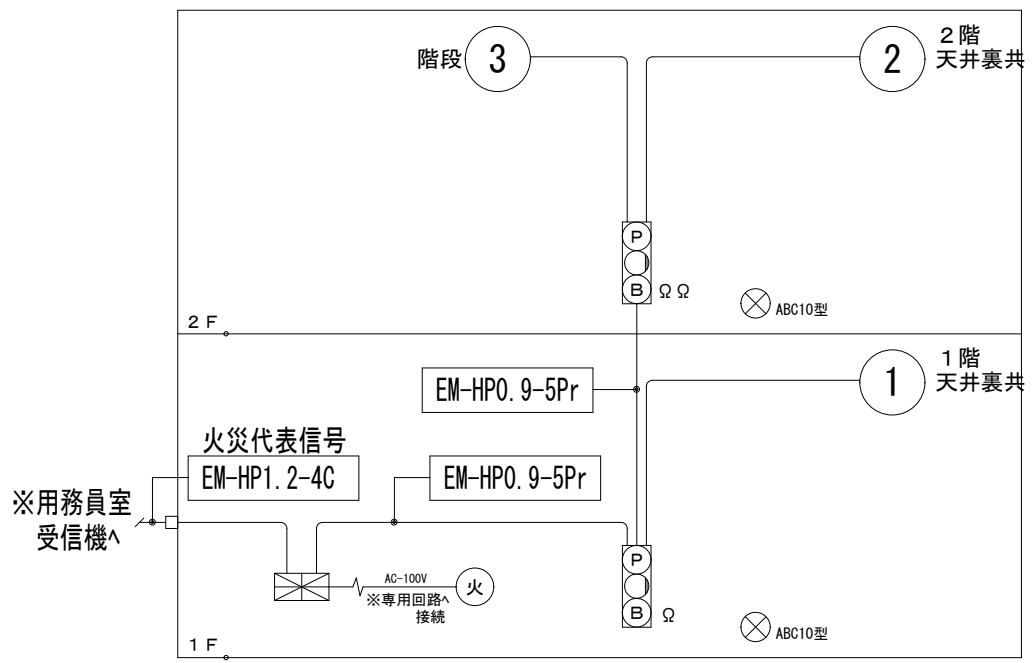 階段
3
2
2階
天井裏共
P
B
Ω Ω
ABC10型
2F
EM-HP0.9-5Pr
1
1階
天井裏共
火災代表信号
EM-HP1.2-4C
EM-HP0.9-5Pr
※用務員室
受信機へ
P
B
Ω
AC-100V
※専用回路へ
接続
火
ABC10型
1F